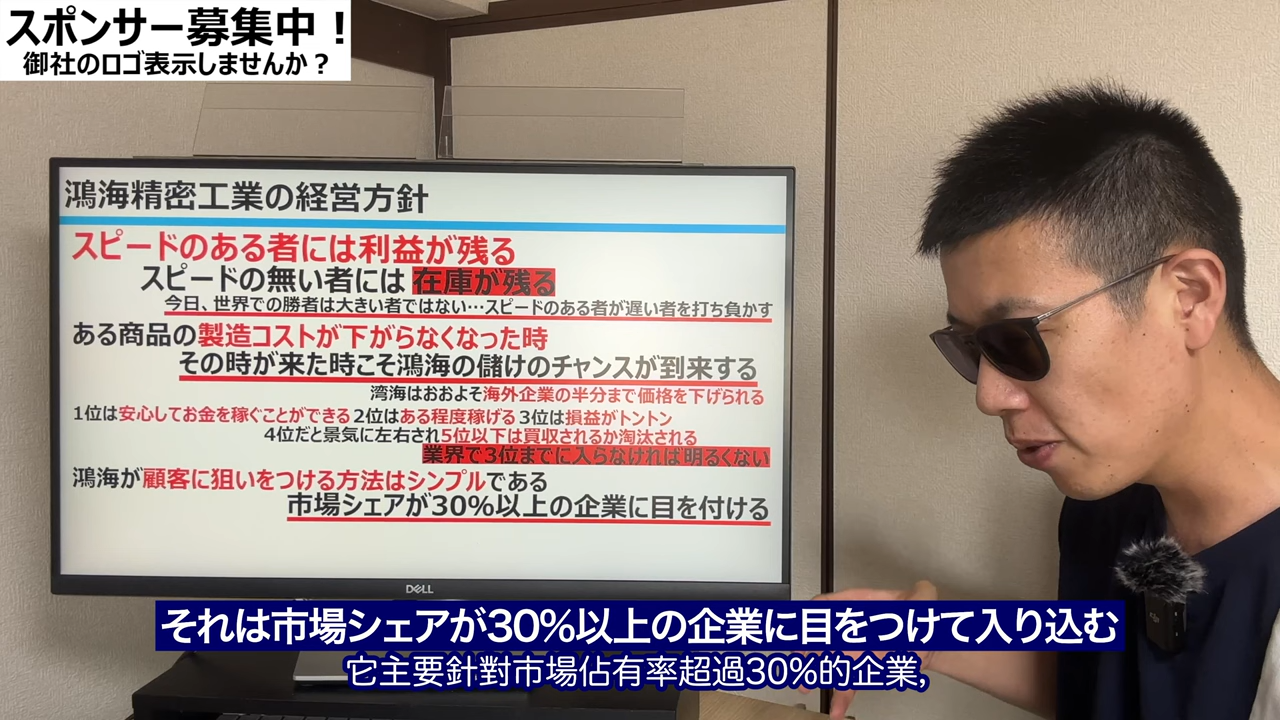 スポンサー募集中！
御社のロゴ表示しませんか？
鴻海精密工業の経営方針
スピードのある者には利益が残る
スピードの無い者には 在庫が残る
今日、世界での勝者は大きい者ではない…スピードのある者が遅い者を打ち負かす
ある商品の製造コストが下がらなくなった時
その時が来た時こそ鴻海の儲けのチャンスが到来する
湾海はおおよそ海外企業の半分まで価格を下げられる
1位は安心してお金を稼ぐことができる 2位はある程度稼げる 3位は損益がトントン
4位だと景気に左右され5位以下は買収されるか淘汰される
業界で3位までに入らなければ明るくない
鴻海が顧客に狙いをつける方法はシンプルである
市場シェアが30%以上の企業に目を付ける
DELL
それは市場シェアが30%以上の企業に目をつけて入り込む
它主要針對市場佔有率超過30%的企業,